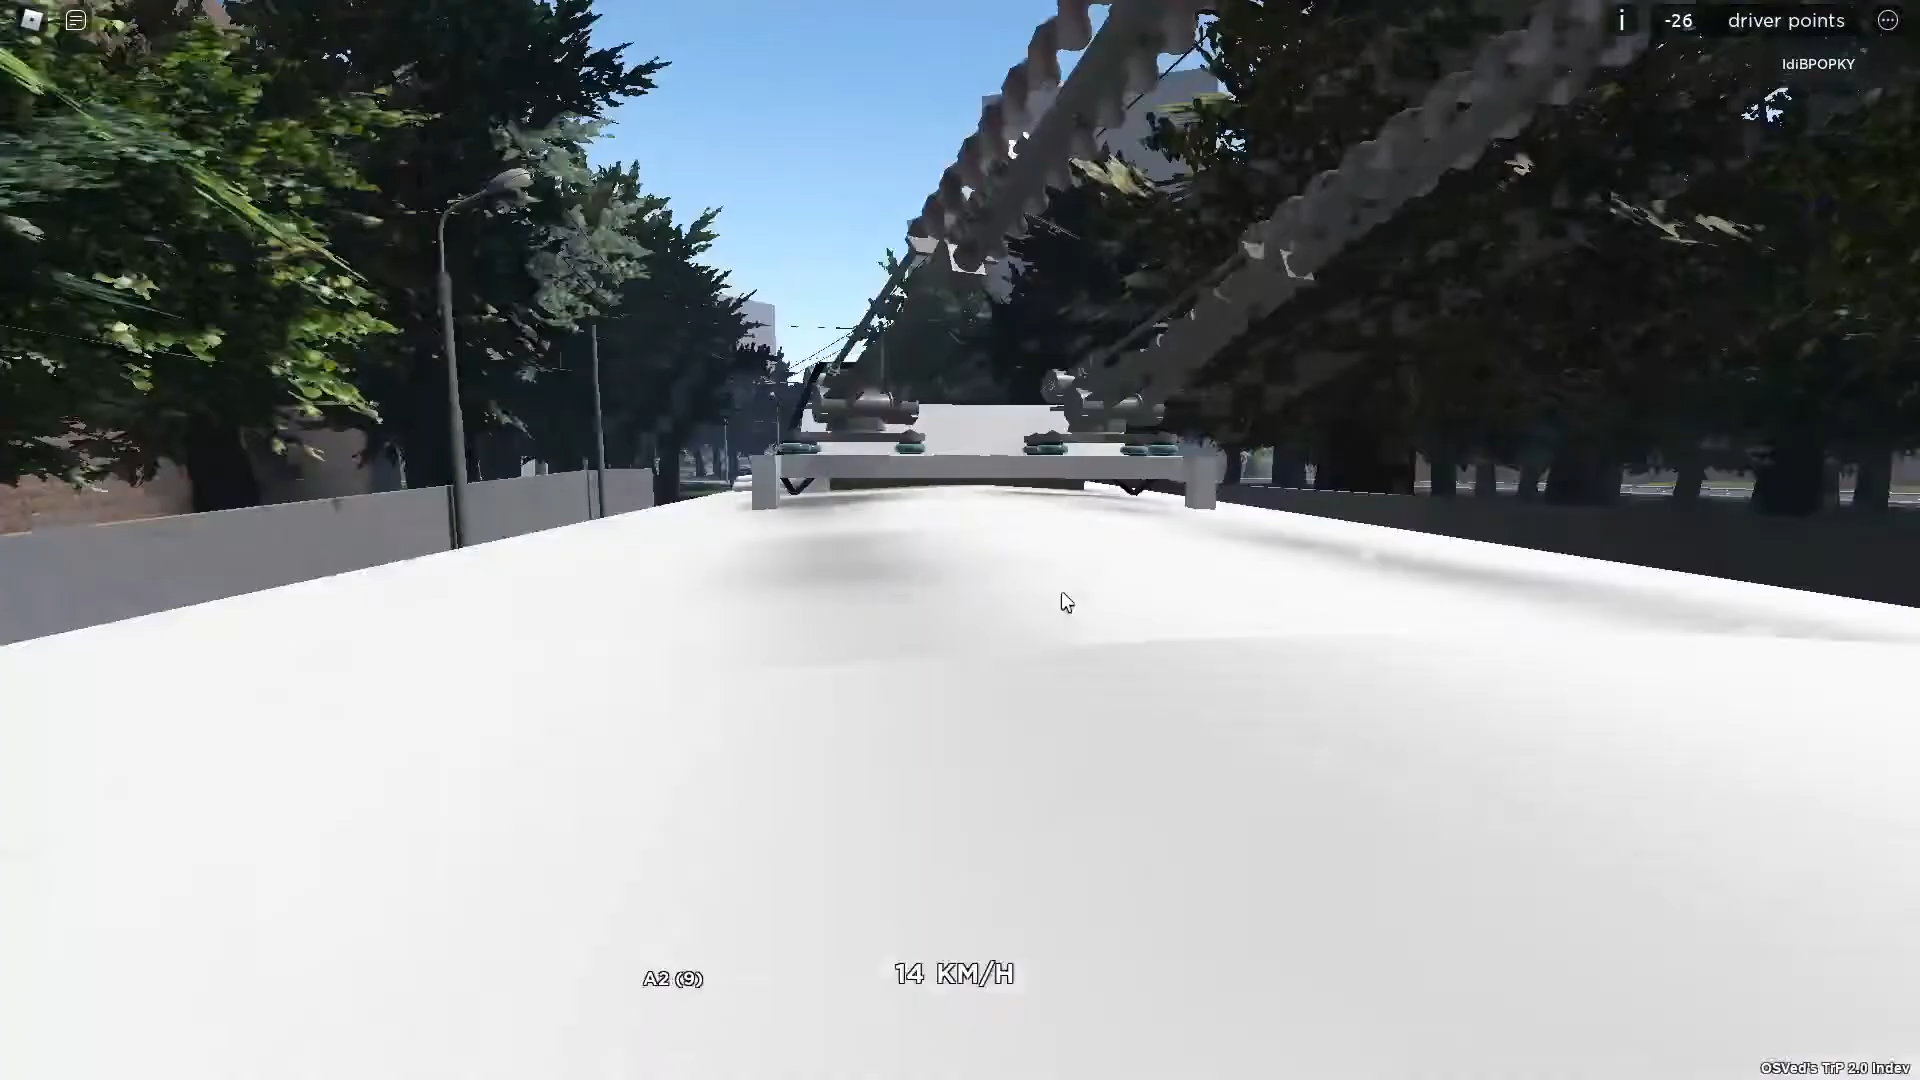 i -26 driver points
IdiBPOPKY
A2 (9) 14 KM/H
OSVed's TrP 2.0 Indev